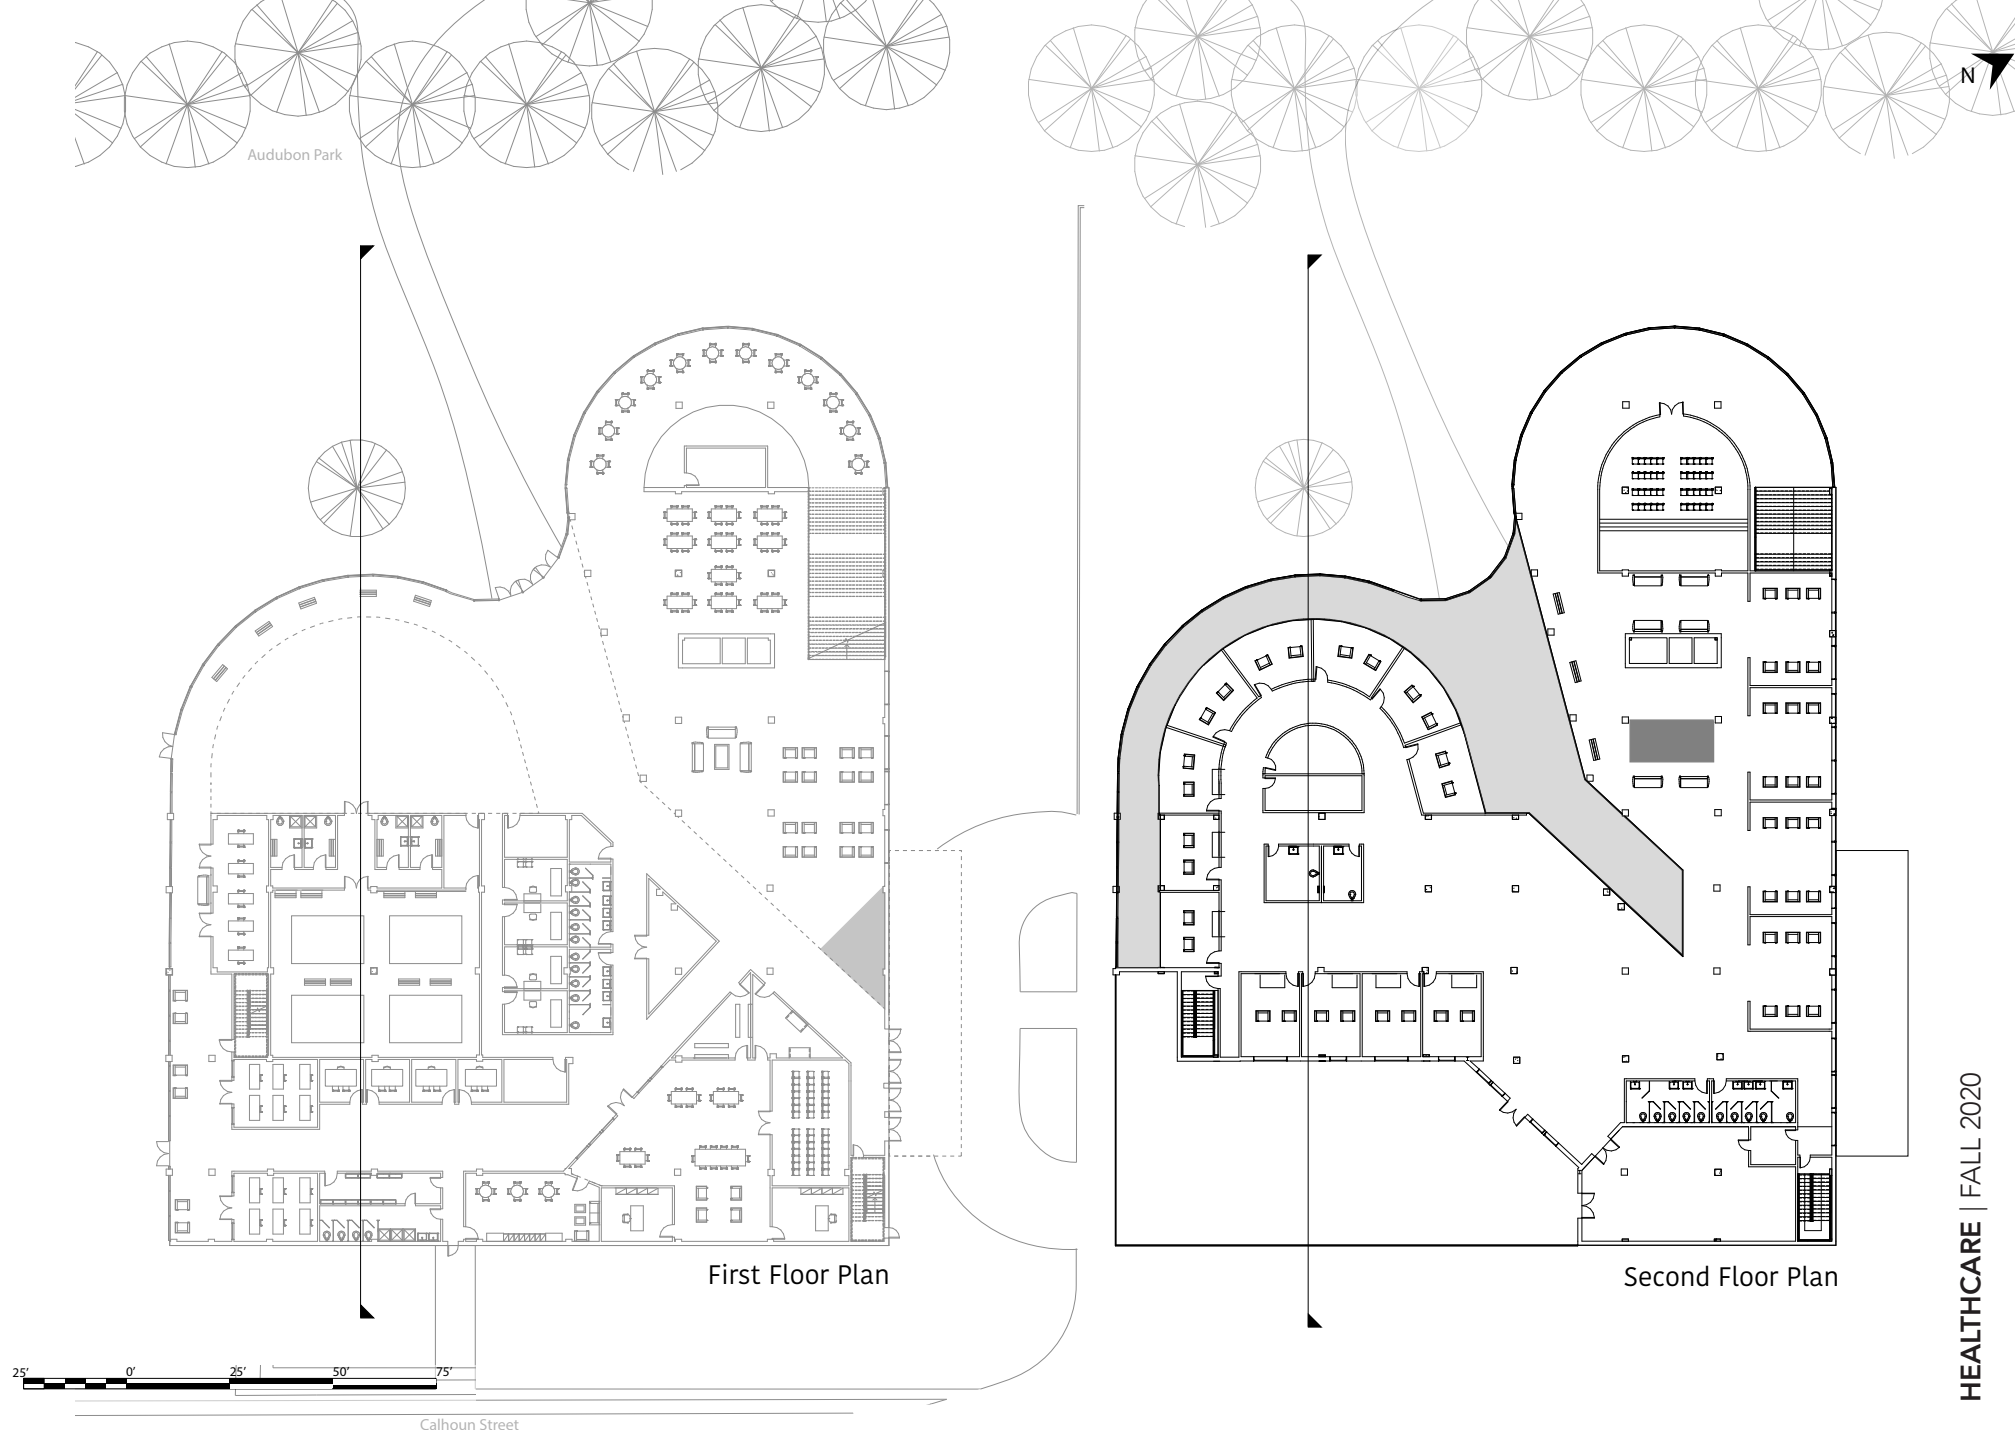 N
Audubon Park
First Floor Plan
Second Floor Plan
HEALTHCARE | FALL 2020
25' 0' 25' 50' 75'
Calhoun Street